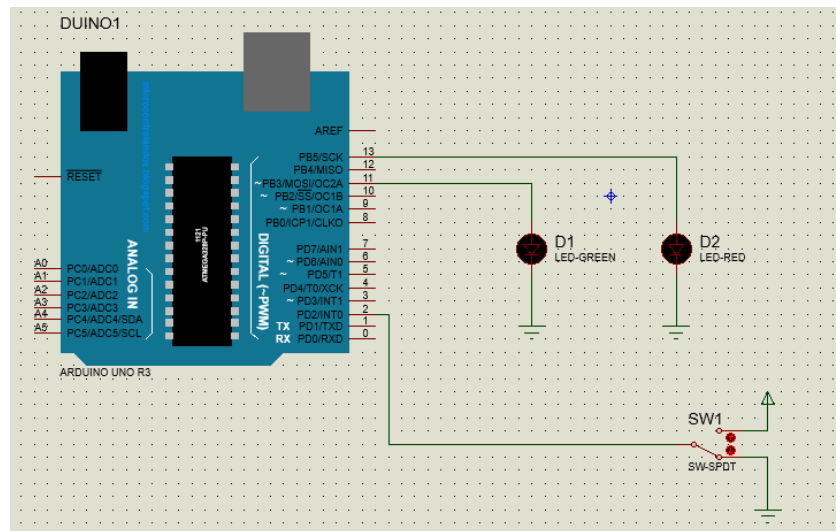 DUINO1
microcontrolandos.blogspot.com
AREF
RESET
PB5/SCK 13
PB4/MISO 12
~PB3/MOSI/OC2A 11
~ PB2/SS/OC1B 10
~ PB1/OC1A 9
PB0/ICP1/CLKO 8
1121
ATMEGA328P-PU
DIGITAL (~PWM)
ANALOG IN
PD7/AIN1 7
~ PD6/AIN0 6
~ PD5/T1 5
PD4/T0/XCK 4
~ PD3/INT1 3
PD2/INT0 2
TX PD1/TXD 1
RX PD0/RXD 0
A0 PC0/ADC0
A1 PC1/ADC1
A2 PC2/ADC2
A3 PC3/ADC3
A4 PC4/ADC4/SDA
A5 PC5/ADC5/SCL
ARDUINO UNO R3
D1
LED-GREEN
D2
LED-RED
SW1
SW-SPDT